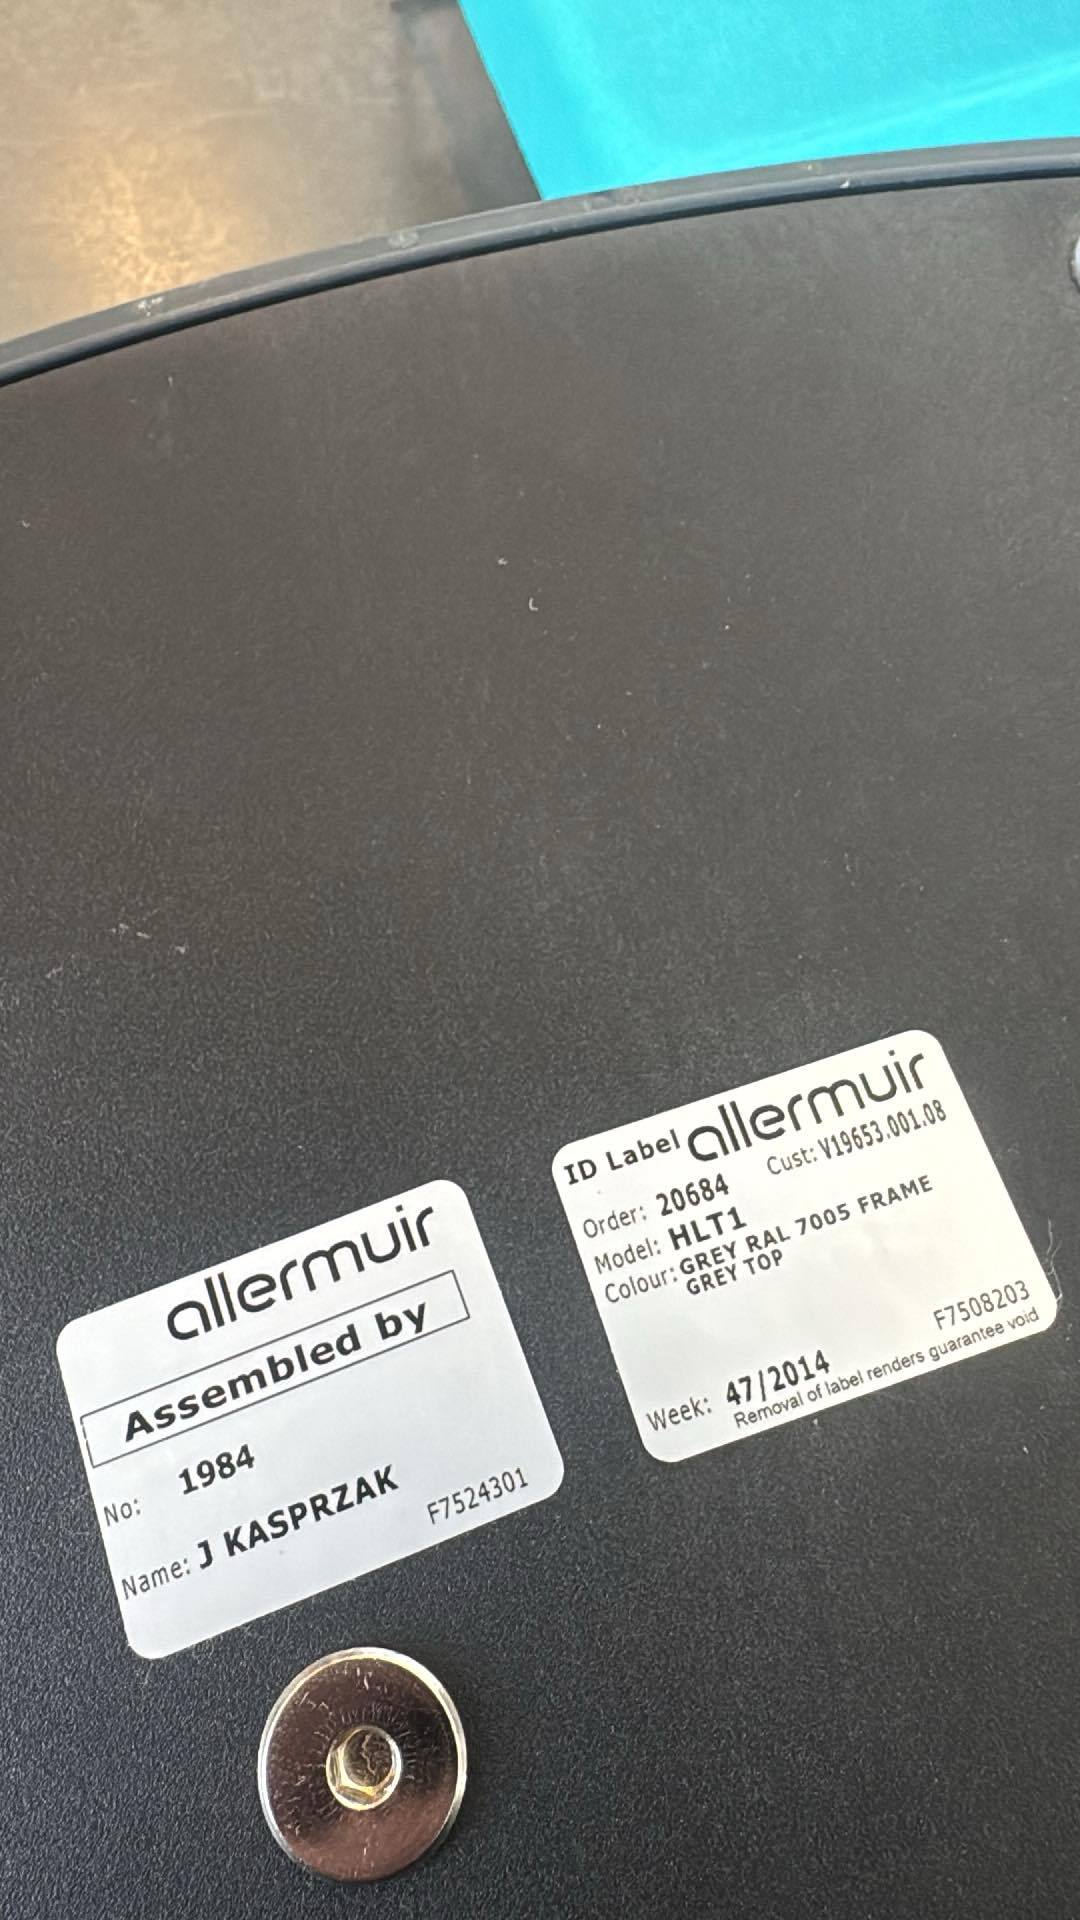 allermuir
Assembled by
No: 1984
Name: J KASPRZAK
F7524301
ID Label allermuir
Cust: V19653.001.08
Order: 20684
Model: HLT1
Colour: GREY RAL 7005 FRAME
GREY TOP
F7508203
Week: 47/2014
Removal of label renders guarantee void